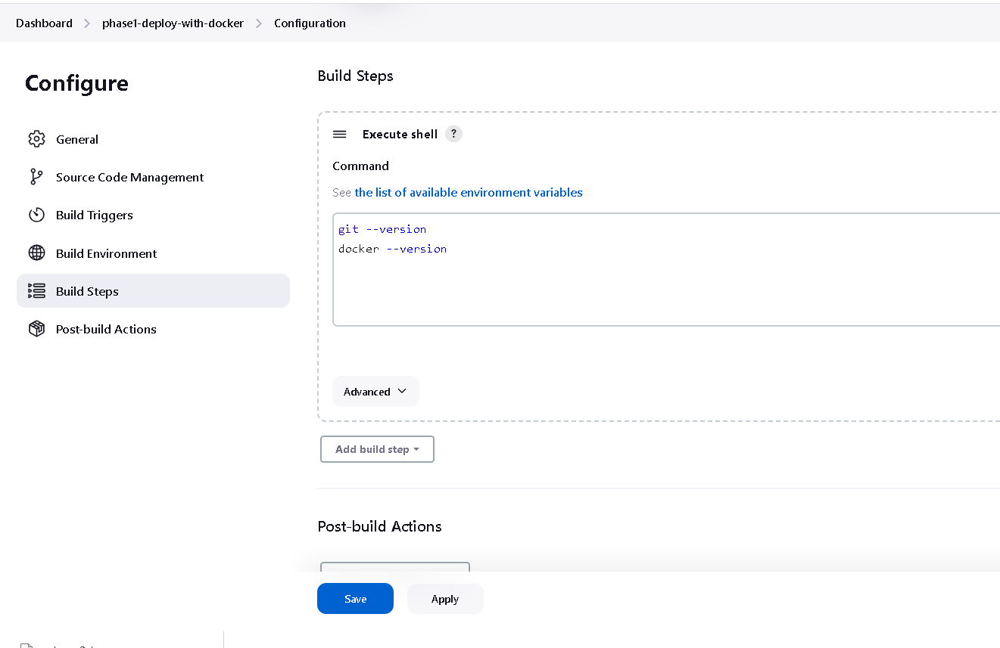 Dashboard > phase1-deploy-with-docker > Configuration
Configure
General
Source Code Management
Build Triggers
Build Environment
Build Steps
Post-build Actions
Build Steps
Execute shell ?
Command
See the list of available environment variables
git --version
docker --version
Advanced
Add build step
Post-build Actions
Save
Apply